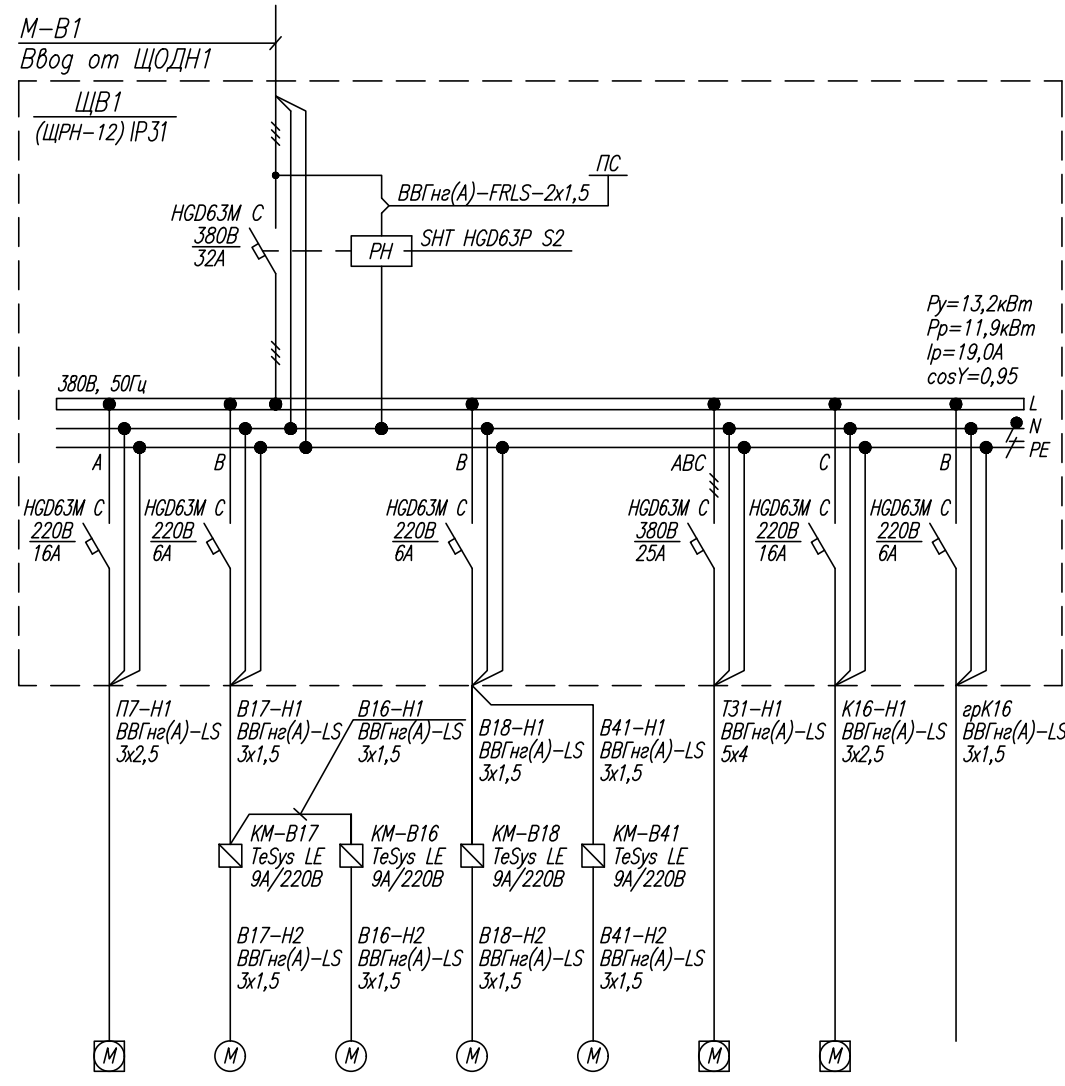 М-В1
Ввод от ЩОДН1
ЩВ1
(ЩРН-12) IP31
ПС
ВВГнг(А)-FRLS-2х1,5
HGD63M C
380В
32А
РН
SHT HGD63P S2
Ру=13,2кВт
Рр=11,9кВт
Iр=19,0А
cosY=0,95
380В, 50Гц
L
N
PE
А
В
В
АВС
С
В
HGD63M C
220В
16А
HGD63M C
220В
6А
HGD63M C
220В
6А
HGD63M C
380В
25А
HGD63M C
220В
16А
HGD63M C
220В
6А
П7-Н1
ВВГнг(А)-LS
3х2,5
В17-Н1
ВВГнг(А)-LS
3х1,5
В16-Н1
ВВГнг(А)-LS
3х1,5
В18-Н1
ВВГнг(А)-LS
3х1,5
В41-Н1
ВВГнг(А)-LS
3х1,5
Т31-Н1
ВВГнг(А)-LS
5х4
К16-Н1
ВВГнг(А)-LS
3х2,5
грК16
ВВГнг(А)-LS
3х1,5
КМ-В17
TeSys LE
9А/220В
КМ-В16
TeSys LE
9А/220В
КМ-В18
TeSys LE
9А/220В
КМ-В41
TeSys LE
9А/220В
В17-Н2
ВВГнг(А)-LS
3х1,5
В16-Н2
ВВГнг(А)-LS
3х1,5
В18-Н2
ВВГнг(А)-LS
3х1,5
В41-Н2
ВВГнг(А)-LS
3х1,5
М
М
М
М
М
М
М